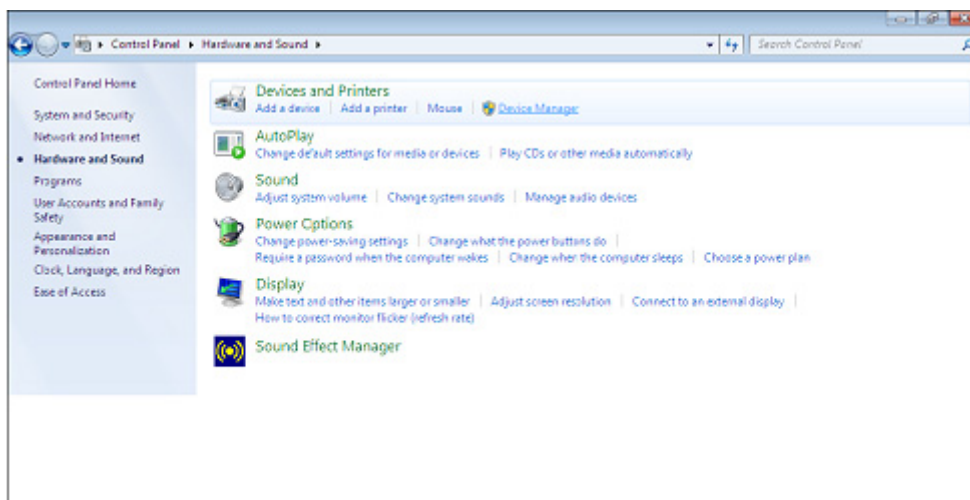 Control Panel ▸ Hardware and Sound ▸
Search Control Panel
Control Panel Home
System and Security
Network and Internet
Hardware and Sound
Programs
User Accounts and Family
Safety
Appearance and
Personalization
Clock, Language, and Region
Ease of Access
Devices and Printers
Add a device | Add a printer | Mouse | Device Manager
AutoPlay
Change default settings for media or devices | Play CDs or other media automatically
Sound
Adjust system volume | Change system sounds | Manage audio devices
Power Options
Change power-saving settings | Change what the power buttons do |
Require a password when the computer wakes | Change when the computer sleeps | Choose a power plan
Display
Make text and other items larger or smaller | Adjust screen resolution | Connect to an external display |
How to correct monitor flicker (refresh rate)
Sound Effect Manager